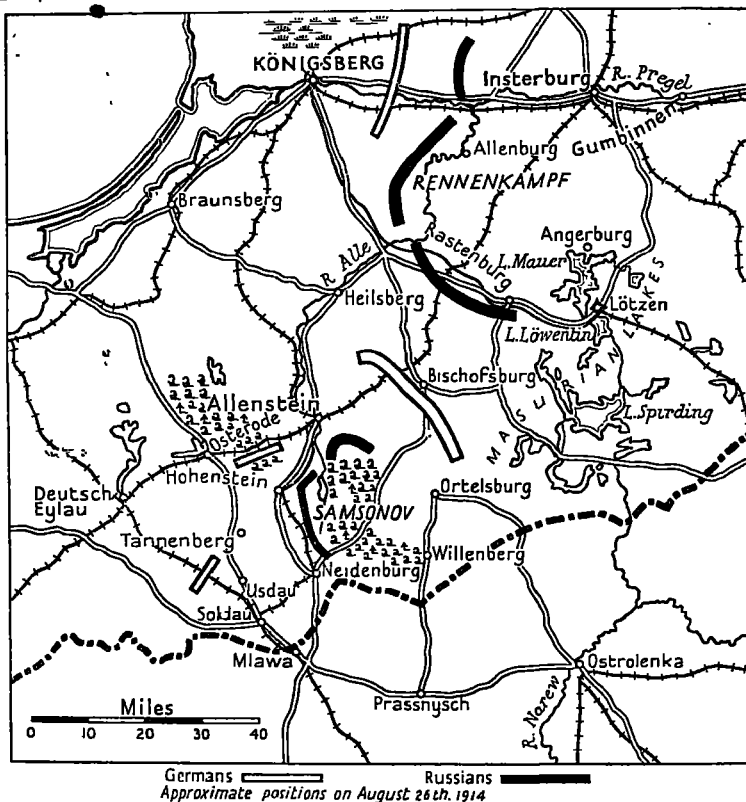 KÖNIGSBERG
Insterburg
R. Pregel
Gumbinnen
Allenburg
RENNENKAMPF
Braunsberg
Rastenburg
Angerburg
L. Mauer
R. Alle
Heilsberg
Lötzen
L. Löwentin
MASURIAN LAKES
Bischofsburg
L. Spirding
Allenstein
Osterode
Hohenstein
Deutsch
Eylau
Ortelsburg
SAMSONOV
Tannenberg
Willenberg
Neidenburg
Usdau
Soldau
Mlawa
Ostrolenka
Prassnysch
R. Narew
Miles
0 10 20 30 40
Germans Russians
Approximate positions on August 26th. 1914